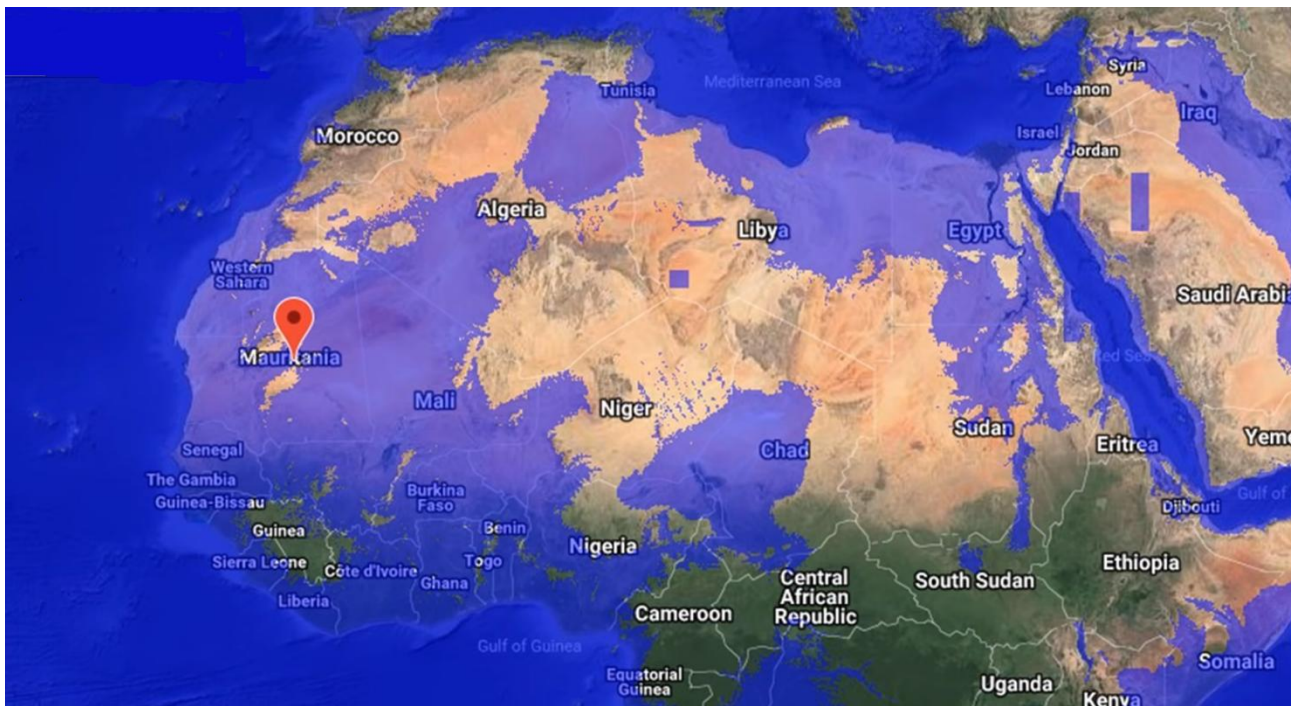 Syria
Mediterranean Sea
Tunisia
Lebanon
Iraq
Morocco
Israel
Jordan
Algeria
Libya
Egypt
Western
Sahara
Saudi Arabia
Mauritania
Red Sea
Mali
Niger
Sudan
Chad
Eritrea
Yeme
Senegal
The Gambia
Guinea-Bissau
Burkina
Faso
Gulf of
Djibouti
Guinea
Benin
Nigeria
Sierra Leone
Côte d'Ivoire
Togo
Ghana
Ethiopia
South Sudan
Central
African
Republic
Liberia
Cameroon
Gulf of Guinea
Somalia
Equatorial
Guinea
Uganda
Kenya